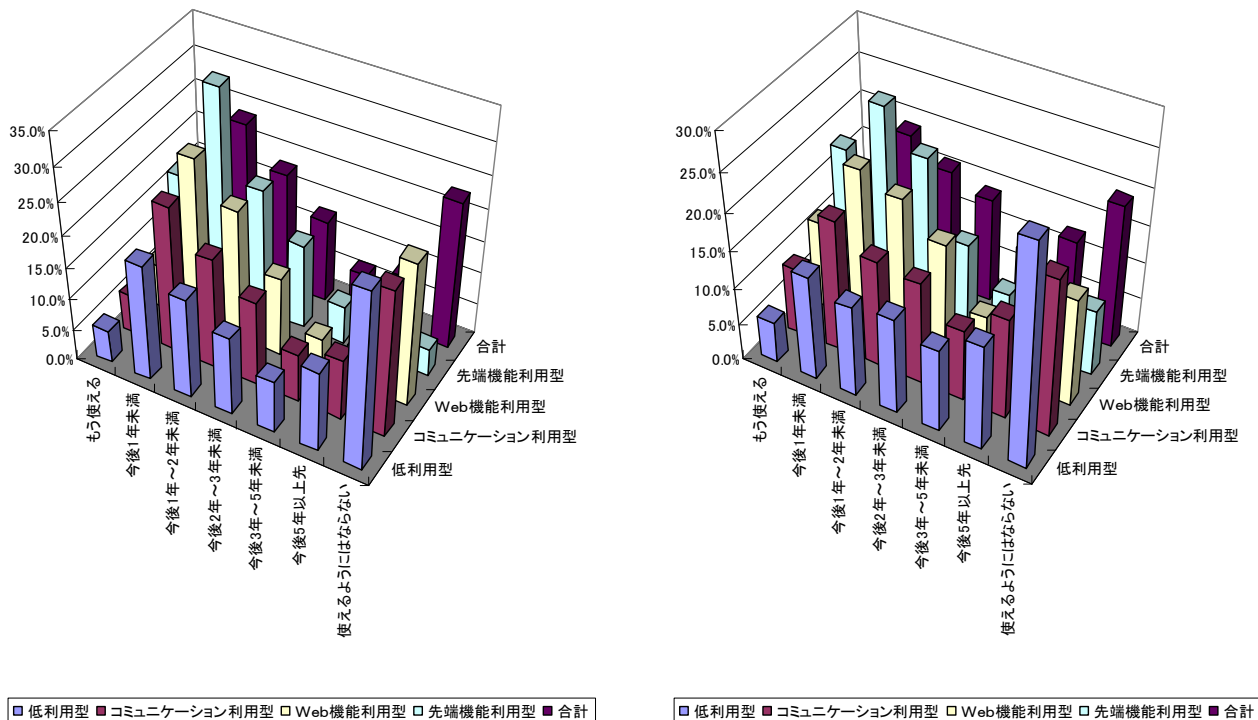 35.0%
30.0%
25.0%
20.0%
15.0%
10.0%
5.0%
0.0%
もう使える
今後1年未満
今後1年～2年未満
今後2年～3年未満
今後3年～5年未満
今後5年以上先
使えるようにはならない
合計
先端機能利用型
Web機能利用型
コミュニケーション利用型
低利用型
低利用型 コミュニケーション利用型 Web機能利用型 先端機能利用型 合計
30.0%
25.0%
20.0%
15.0%
10.0%
5.0%
0.0%
もう使える
今後1年未満
今後1年～2年未満
今後2年～3年未満
今後3年～5年未満
今後5年以上先
使えるようにはならない
合計
先端機能利用型
Web機能利用型
コミュニケーション利用型
低利用型
低利用型 コミュニケーション利用型 Web機能利用型 先端機能利用型 合計